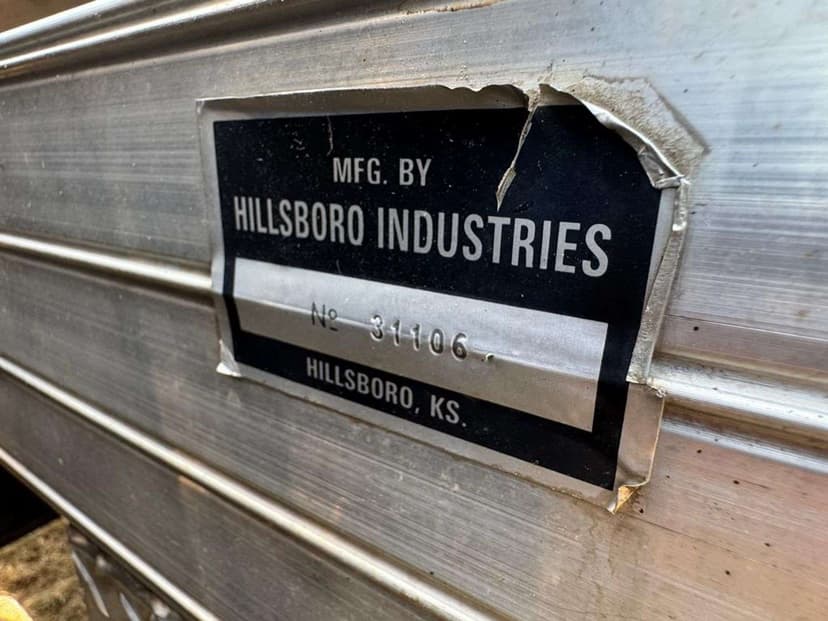 MFG. BY
HILLSBORO INDUSTRIES
Nº 31106
HILLSBORO, KS.